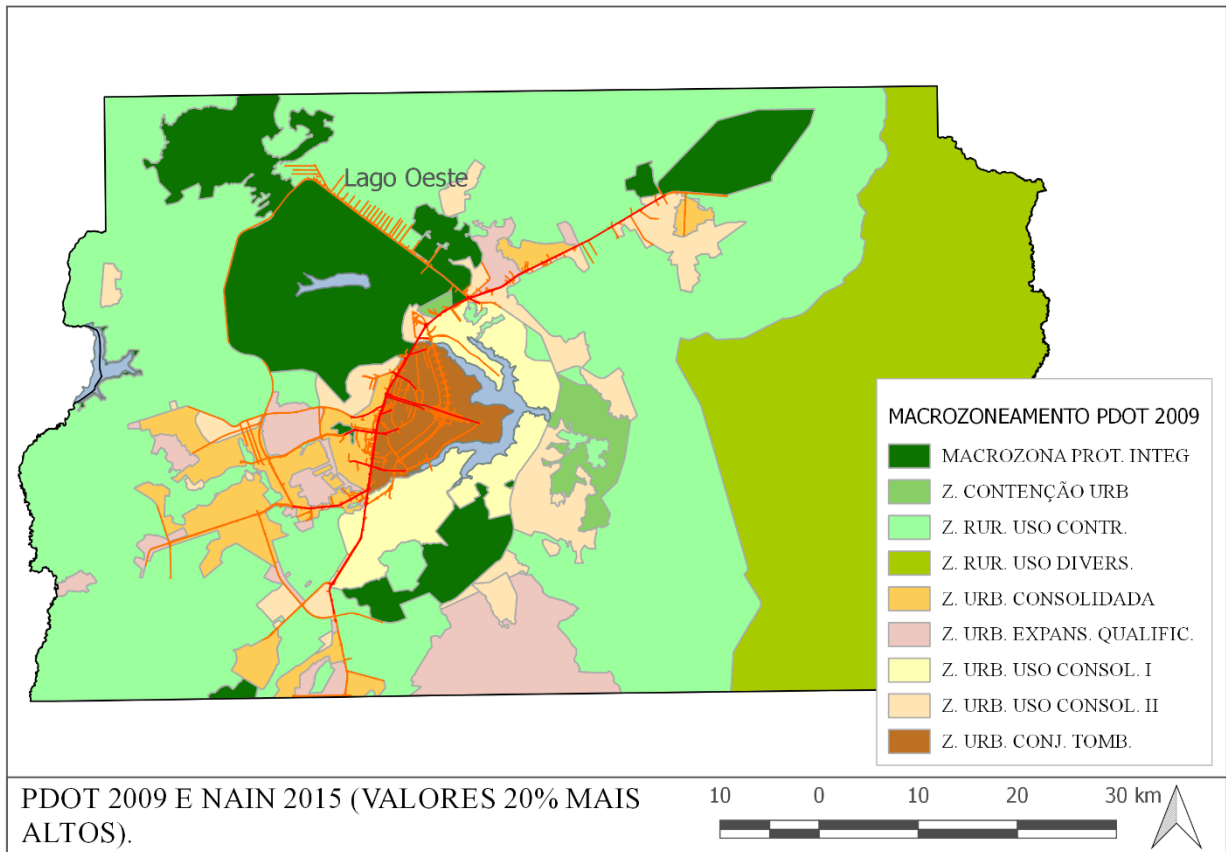 Lago Oeste
MACROZONEAMENTO PDOT 2009
MACROZONA PROT. INTEG
Z. CONTENÇÃO URB
Z. RUR. USO CONTR.
Z. RUR. USO DIVERS.
Z. URB. CONSOLIDADA
Z. URB. EXPANS. QUALIFIC.
Z. URB. USO CONSOL. I
Z. URB. USO CONSOL. II
Z. URB. CONJ. TOMB.
PDOT 2009 E NAIN 2015 (VALORES 20% MAIS
ALTOS).
10 0 10 20 30 km